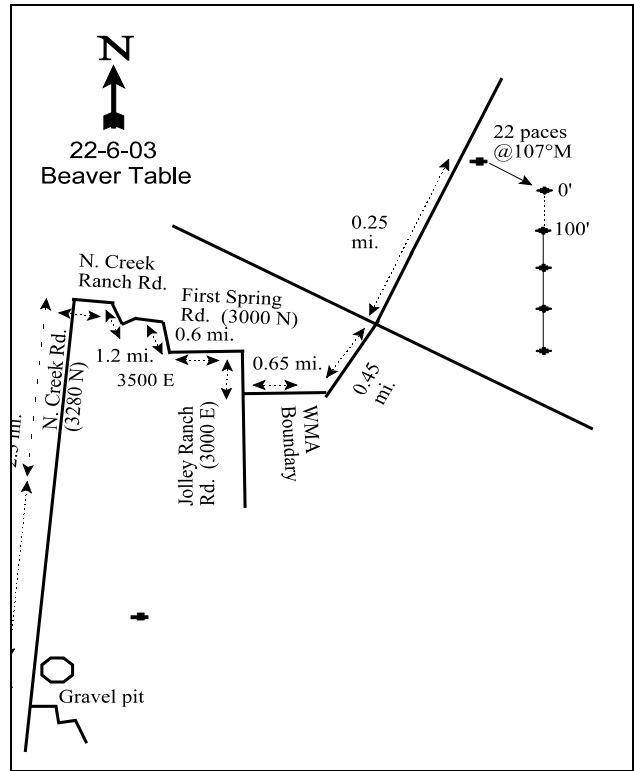 N
22-6-03
Beaver Table
22 paces
@107°M
0'
100'
0.25
mi.
N. Creek
Ranch Rd.
First Spring
Rd. (3000 N)
0.6 mi.
1.2 mi.
3500 E
0.65 mi.
0.45
mi.
N. Creek Rd.
(3280 N)
Jolley Ranch
Rd. (3000 E)
WMA
Boundary
mi.
Gravel pit